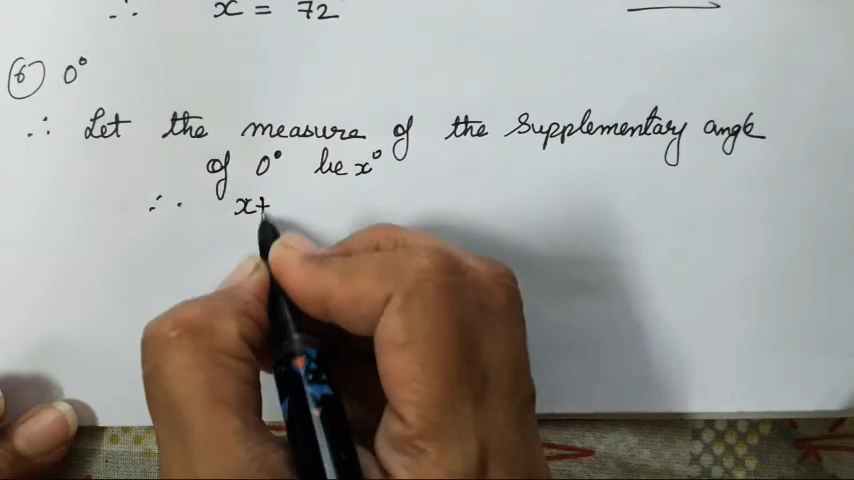 ∴ x = 72
(6) 0°
∴ Let the measure of the supplementary angle
of 0° be x°
∴ x+